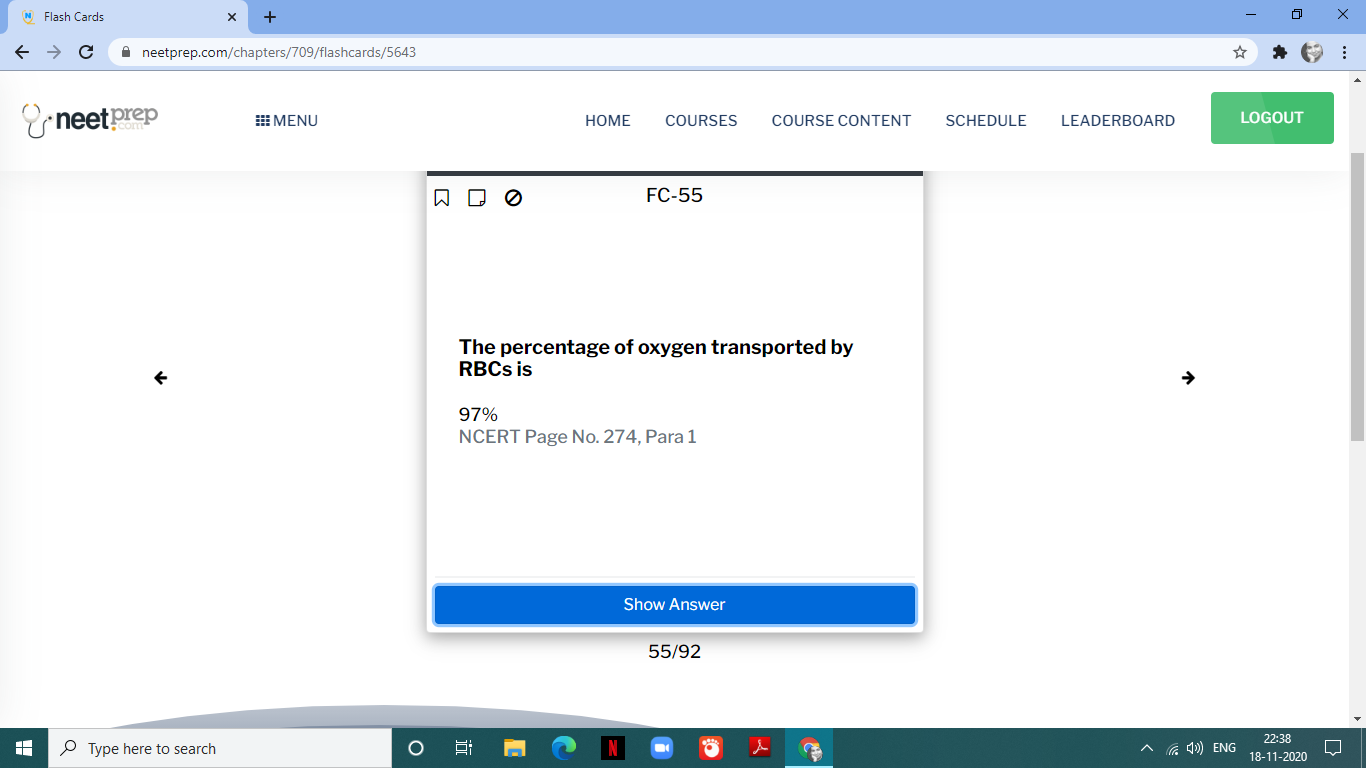 Flash Cards
neetprep.com/chapters/709/flashcards/5643
neetprep
.com
MENU
HOME
COURSES
COURSE CONTENT
SCHEDULE
LEADERBOARD
LOGOUT
FC-55
The percentage of oxygen transported by
RBCs is
97%
NCERT Page No. 274, Para 1
Show Answer
55/92
Type here to search
ENG
22:38
18-11-2020